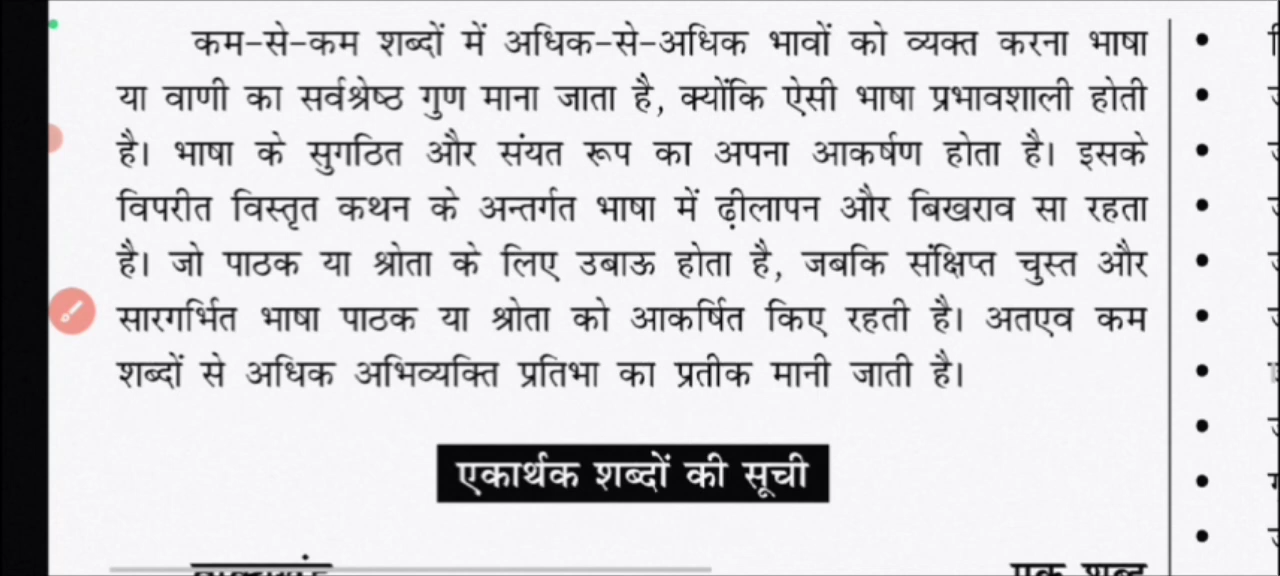 कम-से-कम शब्दों में अधिक-से-अधिक भावों को व्यक्त करना भाषा
या वाणी का सर्वश्रेष्ठ गुण माना जाता है, क्योंकि ऐसी भाषा प्रभावशाली होती
है। भाषा के सुगठित और संयत रूप का अपना आकर्षण होता है। इसके
विपरीत विस्तृत कथन के अन्तर्गत भाषा में ढ़ीलापन और बिखराव सा रहता
है। जो पाठक या श्रोता के लिए उबाऊ होता है, जबकि संक्षिप्त चुस्त और
सारगर्भित भाषा पाठक या श्रोता को आकर्षित किए रहती है। अतएव कम
शब्दों से अधिक अभिव्यक्ति प्रतिभा का प्रतीक मानी जाती है।
एकार्थक शब्दों की सूची